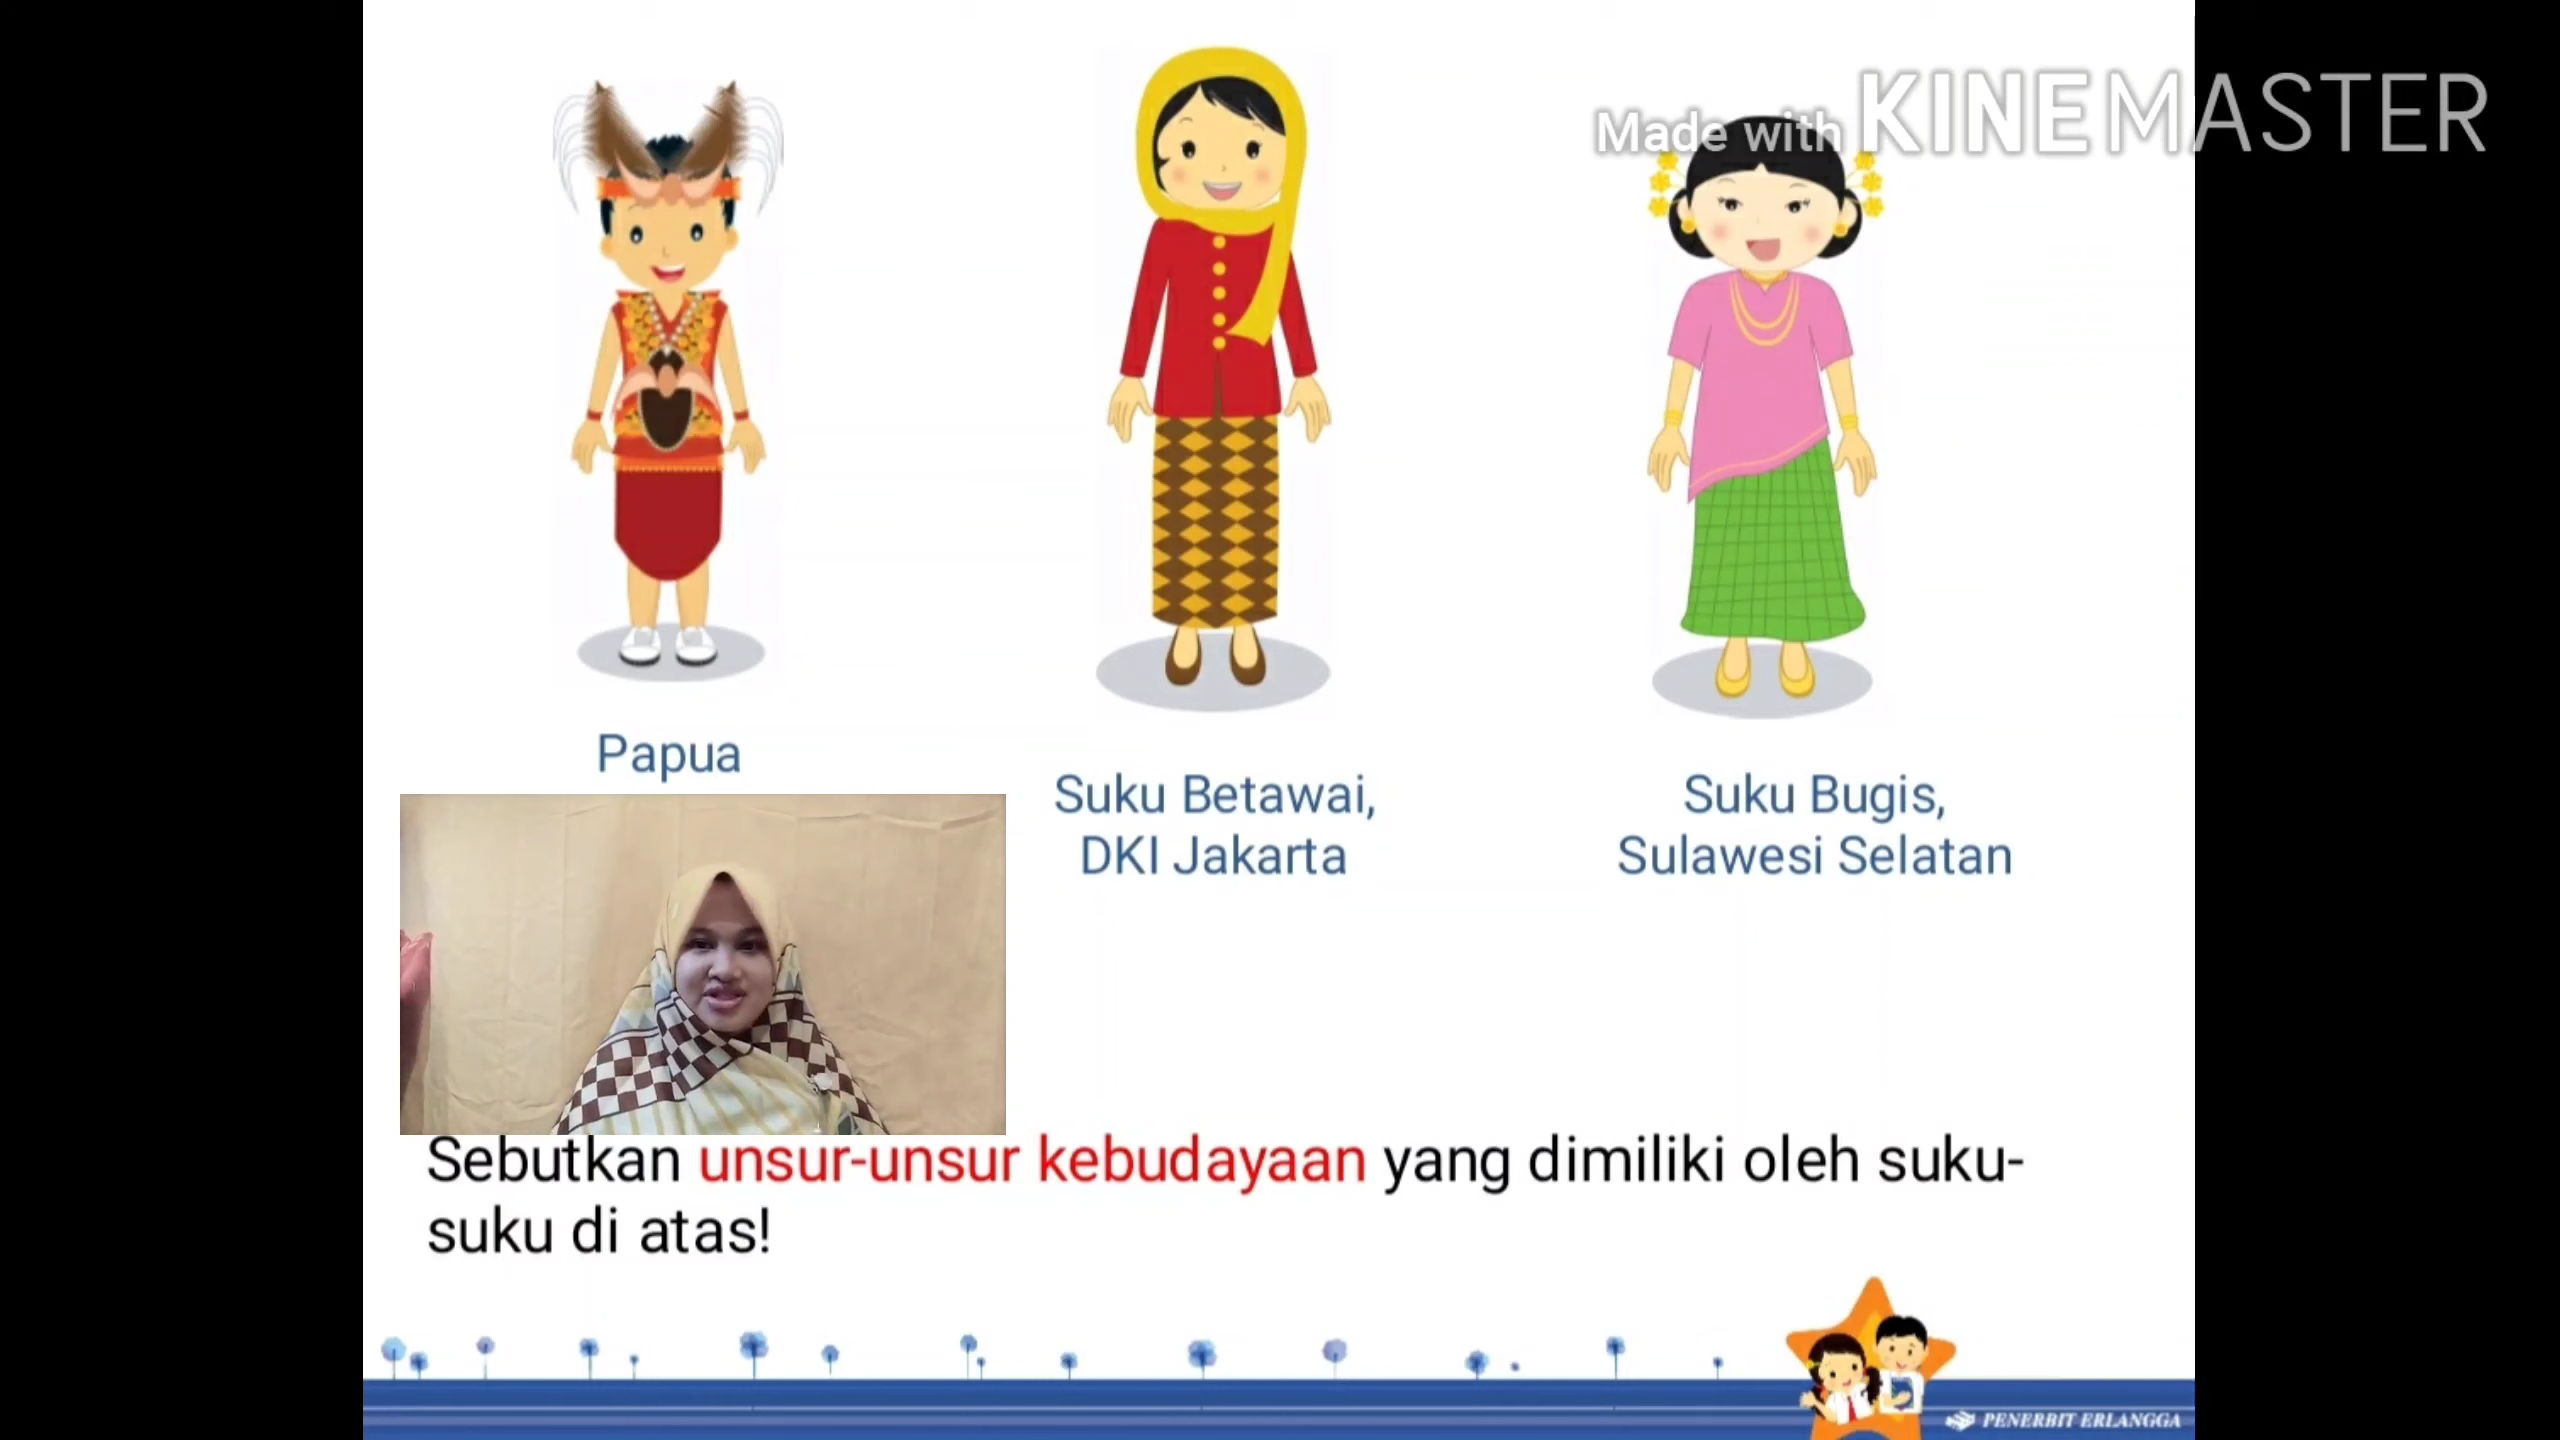 Made with KINEMASTER
Papua
Suku Betawai,
DKI Jakarta
Suku Bugis,
Sulawesi Selatan
Sebutkan unsur-unsur kebudayaan yang dimiliki oleh suku-
suku di atas!
PENERBIT ERLANGGA